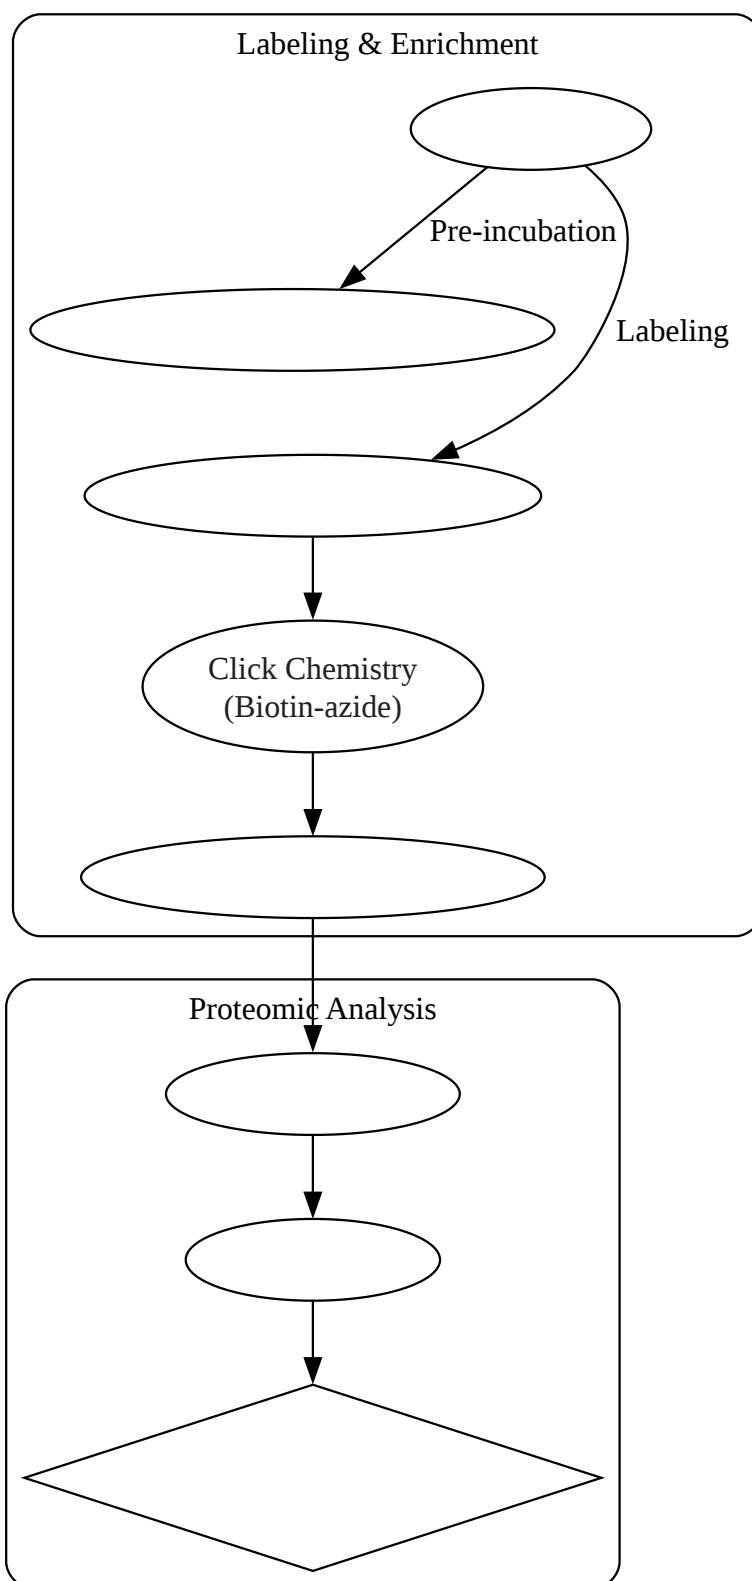 Labeling & Enrichment
Pre-incubation
Labeling
Click Chemistry
(Biotin-azide)
Proteomic Analysis